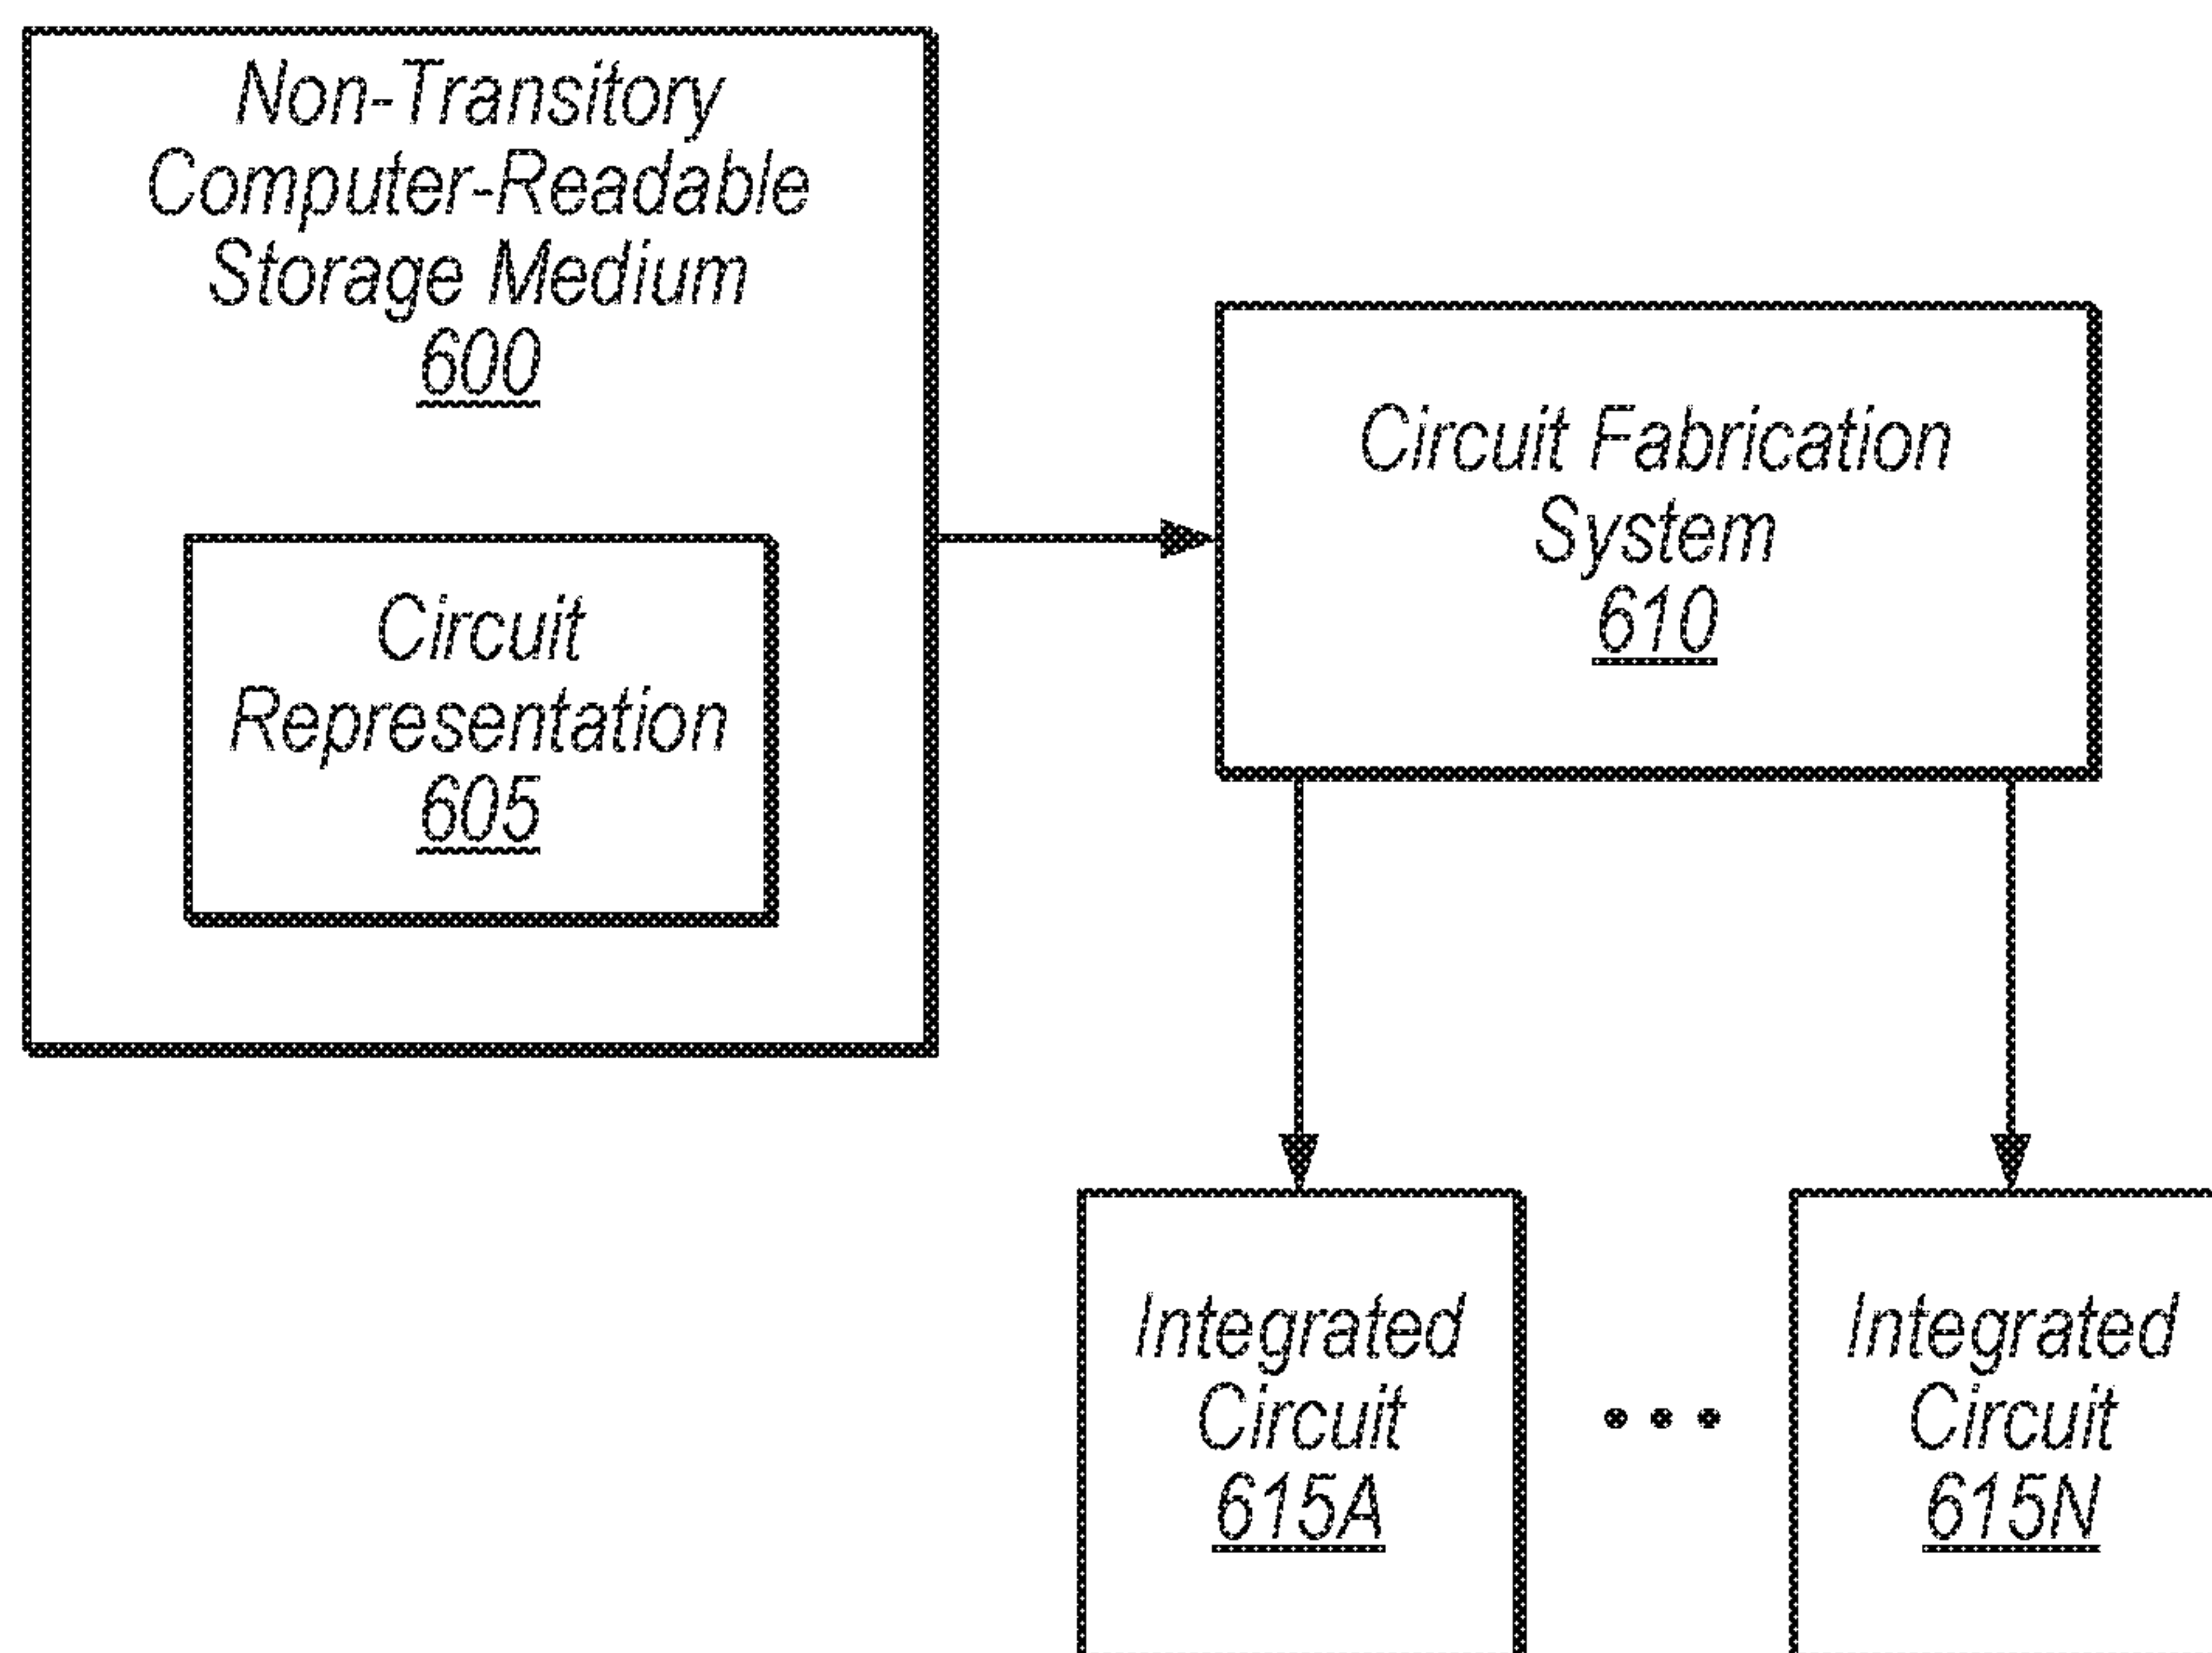 Non-Transitory
Computer-Readable
Storage Medium
600
Circuit
Representation
605
Circuit Fabrication
System
610
Integrated
Circuit
615A
• • •
Integrated
Circuit
615N